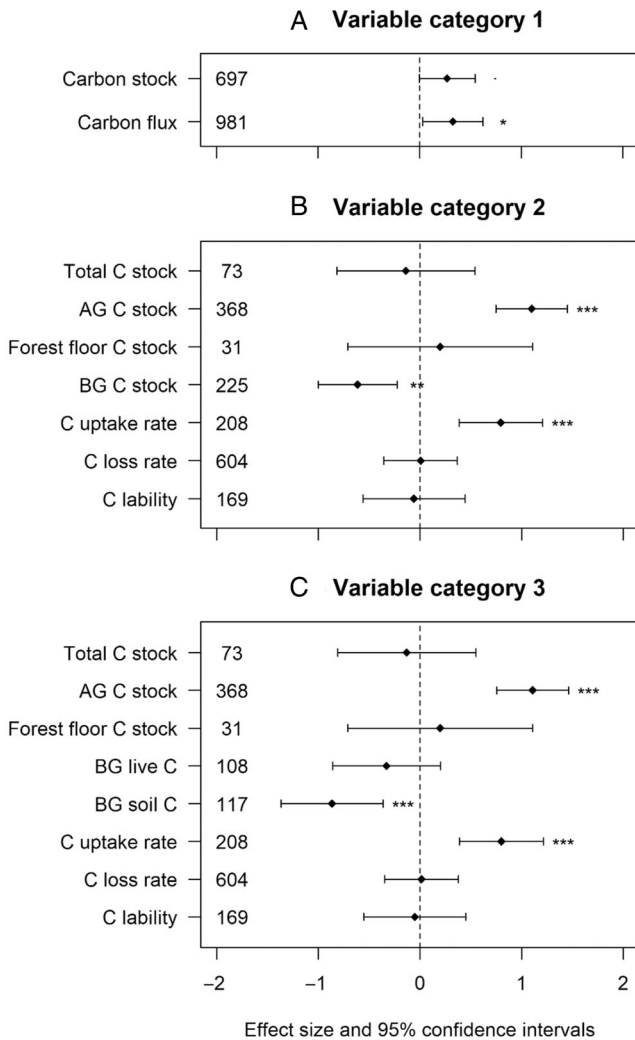 A Variable category 1
Carbon stock 697 .
Carbon flux 981 *
B Variable category 2
Total C stock 73
AG C stock 368 ***
Forest floor C stock 31
BG C stock 225 **
C uptake rate 208 ***
C loss rate 604
C lability 169
C Variable category 3
Total C stock 73
AG C stock 368 ***
Forest floor C stock 31
BG live C 108
BG soil C 117 ***
C uptake rate 208 ***
C loss rate 604
C lability 169
−2 −1 0 1 2
Effect size and 95% confidence intervals